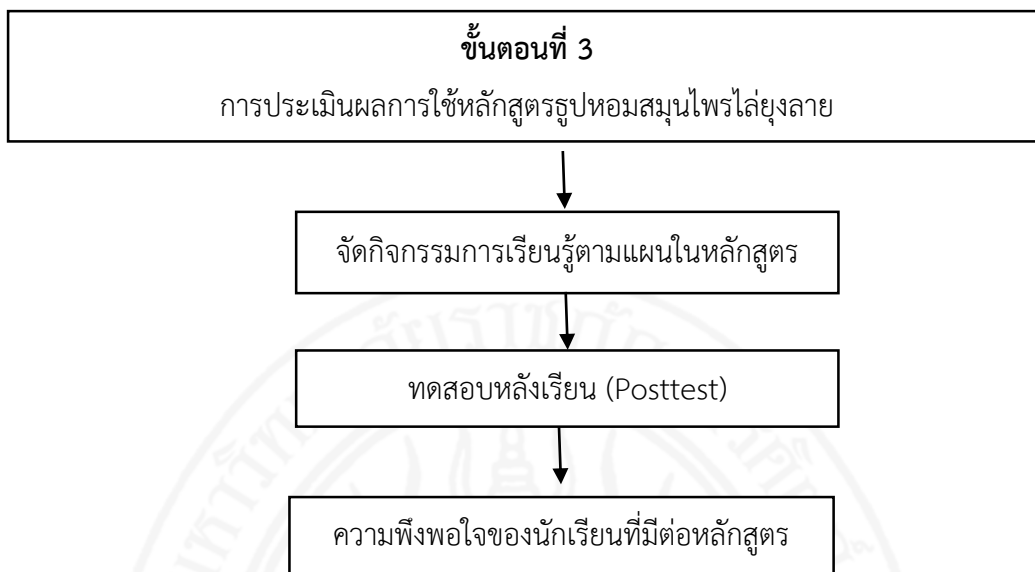 ขั้นตอนที่ 3
การประเมินผลการใช้หลักสูตรธูปหอมสมุนไพรไล่ยุงลาย
จัดกิจกรรมการเรียนรู้ตามแผนในหลักสูตร
ทดสอบหลังเรียน (Posttest)
ความพึงพอใจของนักเรียนที่มีต่อหลักสูตร